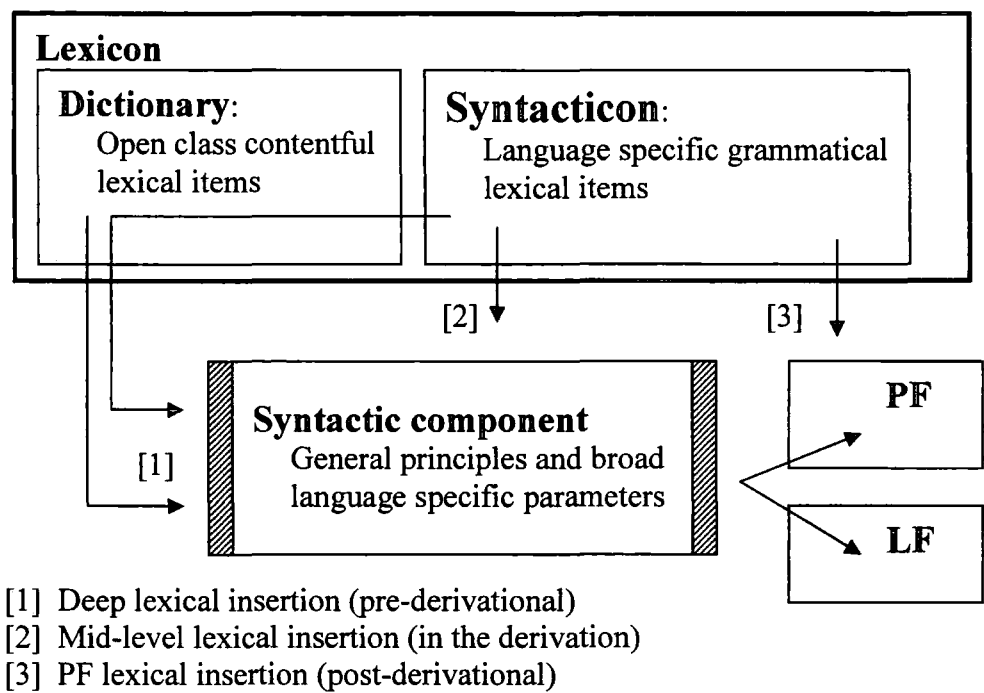 Lexicon
Dictionary:
Open class contentful
lexical items
Syntacticon:
Language specific grammatical
lexical items
[2]
[3]
[1]
Syntactic component
General principles and broad
language specific parameters
PF
LF
[1] Deep lexical insertion (pre-derivational)
[2] Mid-level lexical insertion (in the derivation)
[3] PF lexical insertion (post-derivational)